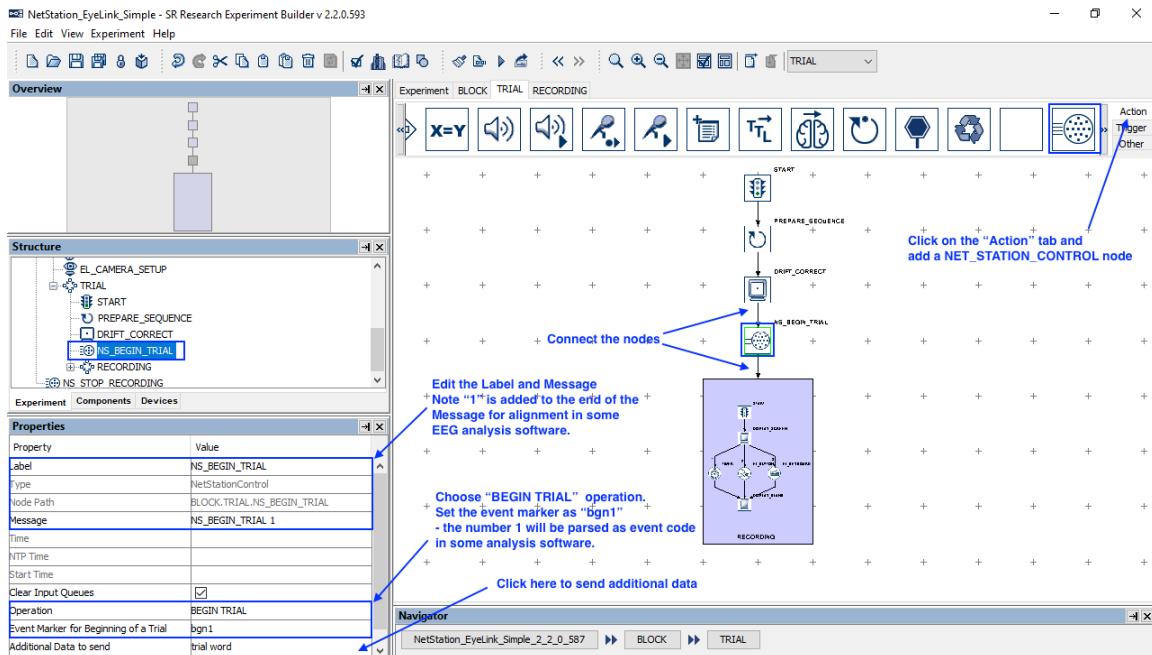 NetStation_EyeLink_Simple - SR Research Experiment Builder v 2.2.0.593
File Edit View Experiment Help
TRIAL
Overview
Experiment BLOCK TRIAL RECORDING
X=Y
TTL
Action
Trigger
Other
START
PREPARE_SEQUENCE
DRIFT_CORRECT
NS_BEGIN_TRIAL
Click on the “Action” tab and
add a NET_STATION_CONTROL node
Connect the nodes
Structure
EL_CAMERA_SETUP
TRIAL
START
PREPARE_SEQUENCE
DRIFT_CORRECT
NS_BEGIN_TRIAL
RECORDING
NS_STOP_RECORDING
Experiment Components Devices
Edit the Label and Message
Note “1” is added to the end of the
Message for alignment in some
EEG analysis software.
Properties
Property Value
Label NS_BEGIN_TRIAL
Type NetStationControl
Node Path BLOCK.TRIAL.NS_BEGIN_TRIAL
Message NS_BEGIN_TRIAL 1
Time
NTP Time
Start Time
Clear Input Queues
Operation BEGIN TRIAL
Event Marker for Beginning of a Trial bgn1
Additional Data to send trial word
Choose “BEGIN TRIAL” operation.
Set the event marker as “bgn1”
- the number 1 will be parsed as event code
in some analysis software.
Click here to send additional data
RECORDING
Navigator
NetStation_EyeLink_Simple_2_2_0_587 BLOCK TRIAL